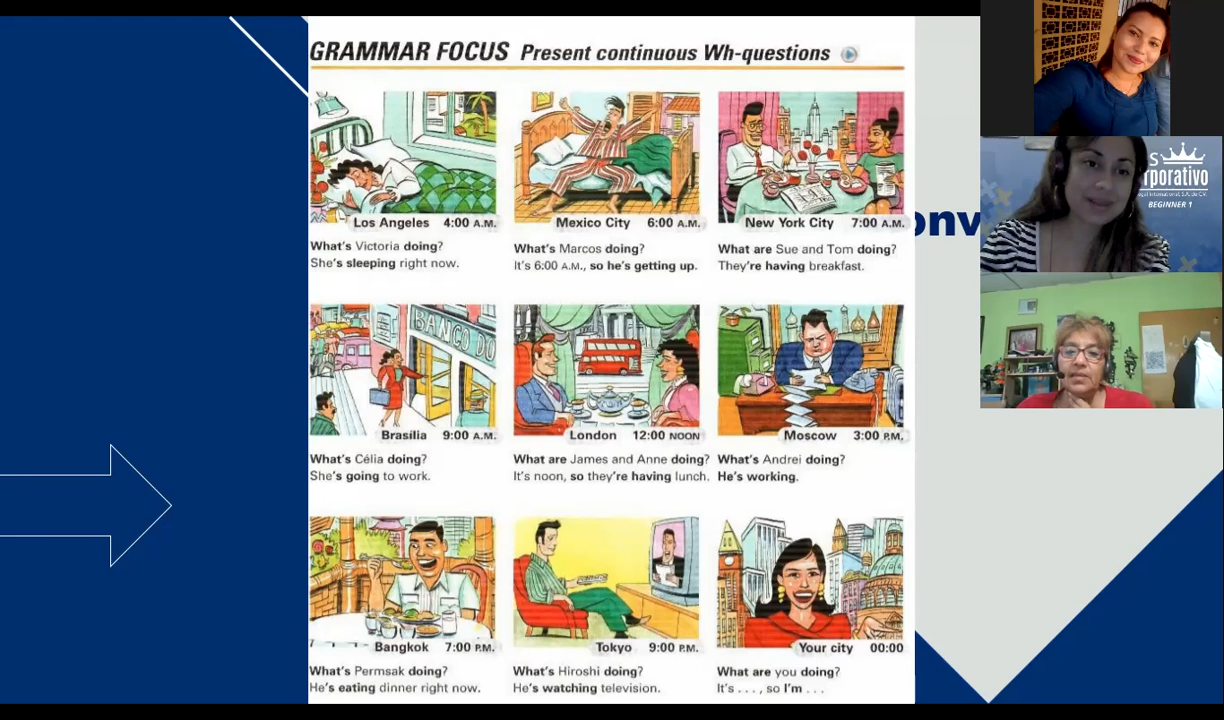 GRAMMAR FOCUS Present continuous Wh-questions
Los Angeles 4:00 A.M.
What's Victoria doing?
She's sleeping right now.
Mexico City 6:00 A.M.
What's Marcos doing?
It's 6:00 A.M., so he's getting up.
New York City 7:00 A.M.
What are Sue and Tom doing?
They're having breakfast.
BANCO DO
Brasília 9:00 A.M.
What's Célia doing?
She's going to work.
London 12:00 NOON
What are James and Anne doing?
It's noon, so they're having lunch.
Moscow 3:00 P.M.
What's Andrei doing?
He's working.
Bangkok 7:00 P.M.
What's Permsak doing?
He's eating dinner right now.
Tokyo 9:00 P.M.
What's Hiroshi doing?
He's watching television.
Your city 00:00
What are you doing?
It's . . . , so I'm . . .
onv
S
rporativo
BEGINNER 1